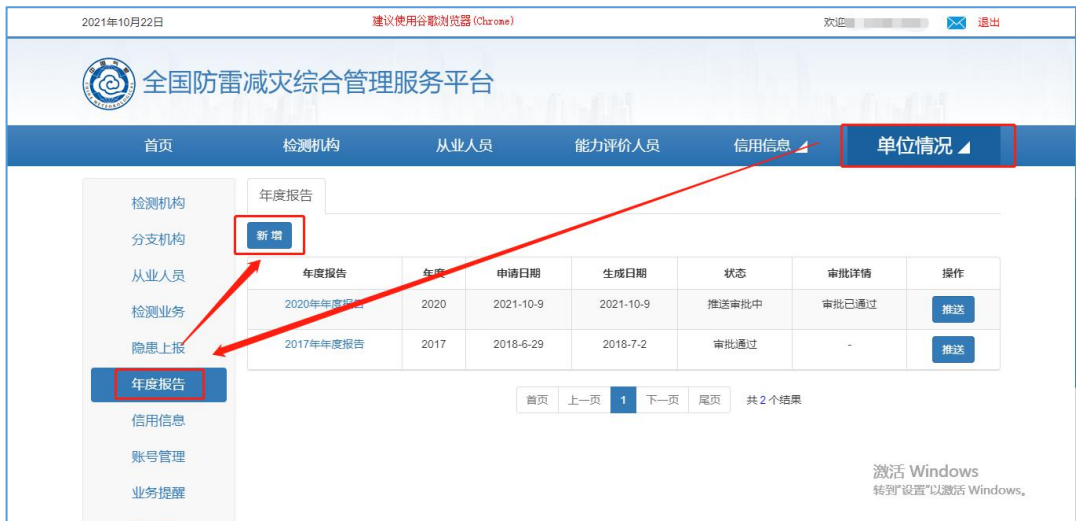 2021年10月22日 建议使用谷歌浏览器(Chrome) 欢迎 退出
全国防雷减灾综合管理服务平台
首页 检测机构 从业人员 能力评价人员 信用信息 单位情况
检测机构
分支机构
从业人员
检测业务
隐患上报
年度报告
信用信息
账号管理
业务提醒
年度报告
新增
年度报告 年度 申请日期 生成日期 状态 审批详情 操作
2020年年度报告 2020 2021-10-9 2021-10-9 推送审批中 审批已通过 推送
2017年年度报告 2017 2018-6-29 2018-7-2 审批通过 - 推送
首页 上一页 1 下一页 尾页 共2个结果
激活 Windows
转到"设置"以激活 Windows。